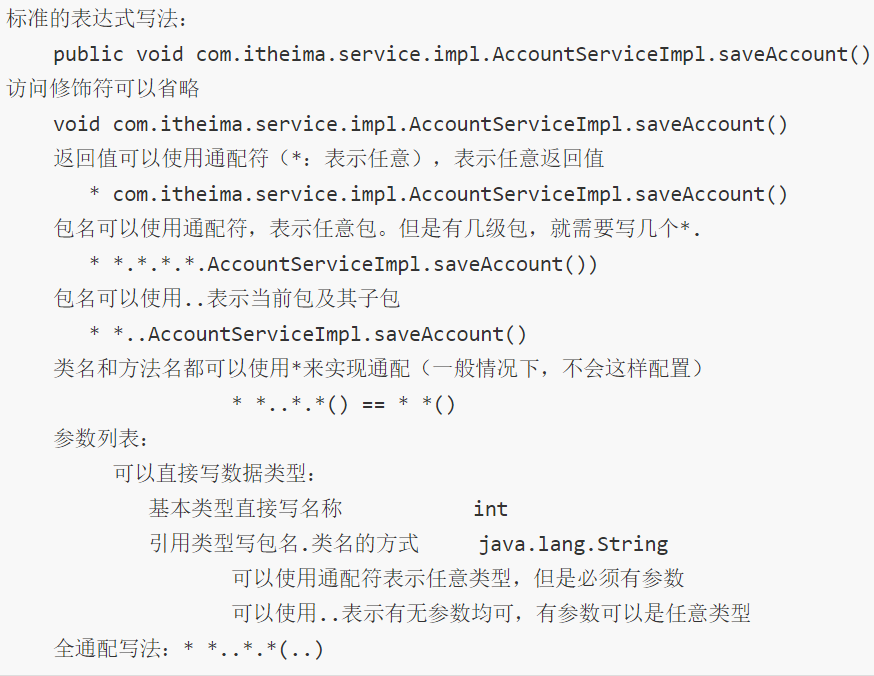 标准的表达式写法：
public void com.itheima.service.impl.AccountServiceImpl.saveAccount()
访问修饰符可以省略
void com.itheima.service.impl.AccountServiceImpl.saveAccount()
返回值可以使用通配符（*：表示任意），表示任意返回值
* com.itheima.service.impl.AccountServiceImpl.saveAccount()
包名可以使用通配符，表示任意包。但是有几级包，就需要写几个*.
* *.*.*.*.AccountServiceImpl.saveAccount())
包名可以使用..表示当前包及其子包
* *..AccountServiceImpl.saveAccount()
类名和方法名都可以使用*来实现通配（一般情况下，不会这样配置）
* *..*.*() == * *()
参数列表：
可以直接写数据类型：
基本类型直接写名称 int
引用类型写包名.类名的方式 java.lang.String
可以使用通配符表示任意类型，但是必须有参数
可以使用..表示有无参数均可，有参数可以是任意类型
全通配写法：* *..*.*(..)